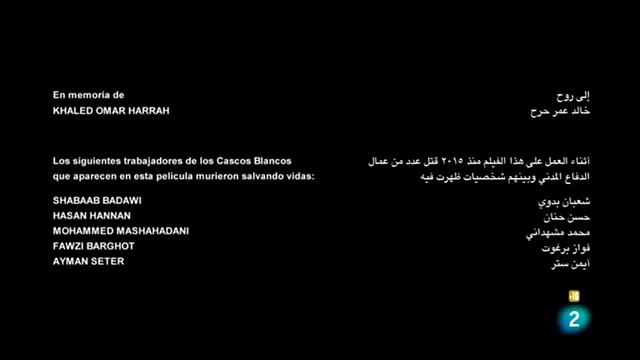 En memoria de
KHALED OMAR HARRAH
إلى روح
خالد عمر حرح
Los siguientes trabajadores de los Cascos Blancos
que aparecen en esta película murieron salvando vidas:
SHABAAB BADAWI
HASAN HANNAN
MOHAMMED MASHAHADANI
FAWZI BARGHOT
AYMAN SETER
أثناء العمل على هذا الفيلم منذ ٢٠١٥ قتل عدد من عمال
الدفاع المدني وبينهم شخصيات ظهرت فيه
شعبان بدوي
حسن حنان
محمد مشهداني
فواز برغوت
أيمن ستر
+16
2